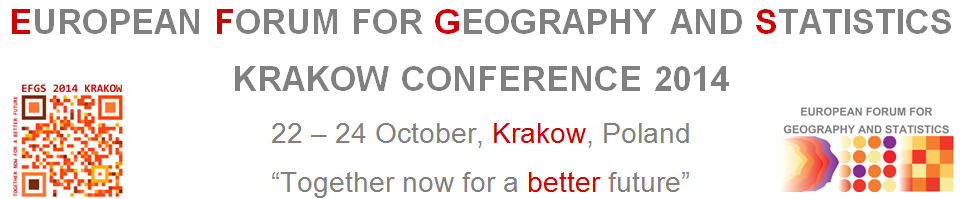 EUROPEAN FORUM FOR GEOGRAPHY AND STATISTICS
KRAKOW CONFERENCE 2014
22 – 24 October, Krakow, Poland
“Together now for a better future”
EFGS 2014 KRAKOW
TOGETHER NOW FOR A BETTER FUTURE
EUROPEAN FORUM FOR
GEOGRAPHY AND STATISTICS